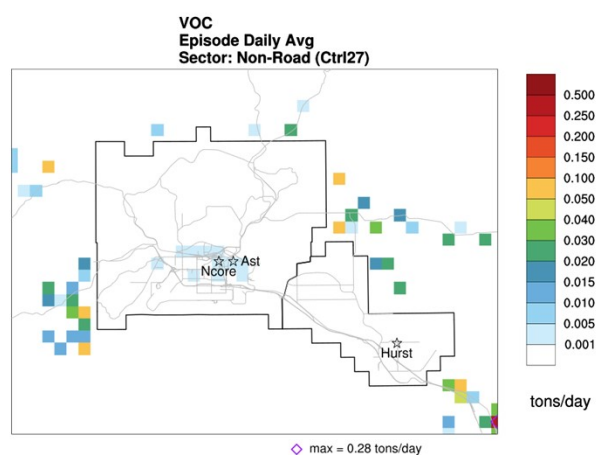 VOC
Episode Daily Avg
Sector: Non-Road (Ctrl27)
0.500
0.250
0.200
0.150
0.100
0.050
0.040
0.030
0.020
0.015
0.010
0.005
0.001
Ast
Ncore
Hurst
tons/day
max = 0.28 tons/day